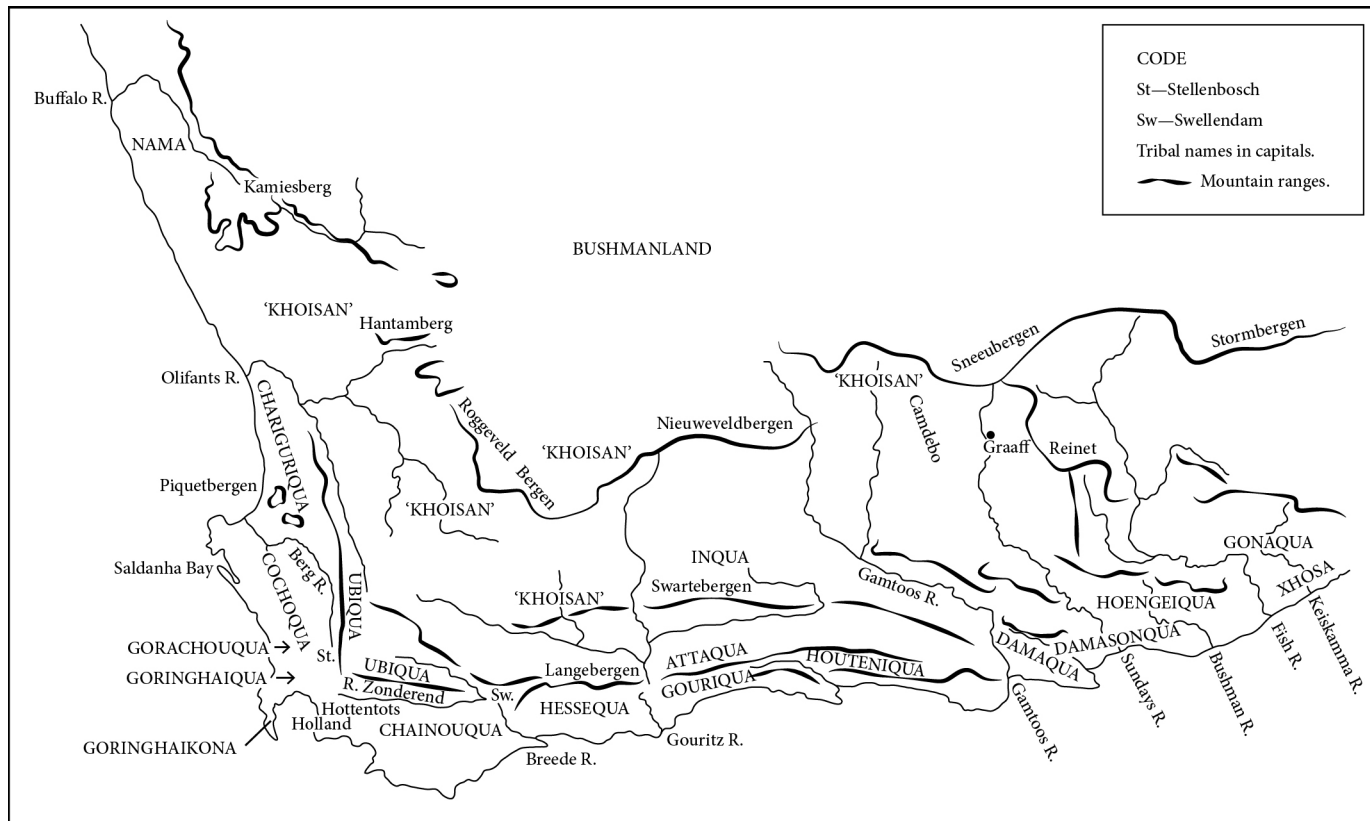 CODE
St—Stellenbosch
Sw—Swellendam
Tribal names in capitals.
Mountain ranges.
Buffalo R.
NAMA
Kamiesberg
BUSHMANLAND
'KHOISAN'
Hantamberg
Sneeubergen
Stormbergen
Olifants R.
'KHOISAN'
CHARIGURIQUA
Roggeveld Bergen
Camdebo
Nieuweveldbergen
'KHOISAN'
Graaff Reinet
Piquetbergen
'KHOISAN'
Saldanha Bay
COCHOQUA
Berg R.
UBIQUA
INQUA
Swartebergen
Gamtoos R.
GONAQUA
XHOSA
'KHOISAN'
HOENGEIQUA
GORACHOUQUA
St.
ATTAQUA
HOUTENIQUA
DAMAQUA
DAMASONQUA
GORINGHAIQUA
UBIQUA
R. Zonderend
Sw.
Langebergen
GOURIQUA
Hottentots
Holland
CHAINOUQUA
HESSEQUA
GORINGHAIKONA
Breede R.
Gouritz R.
Gamtoos R.
Sundays R.
Bushman R.
Fish R.
Keiskamma R.